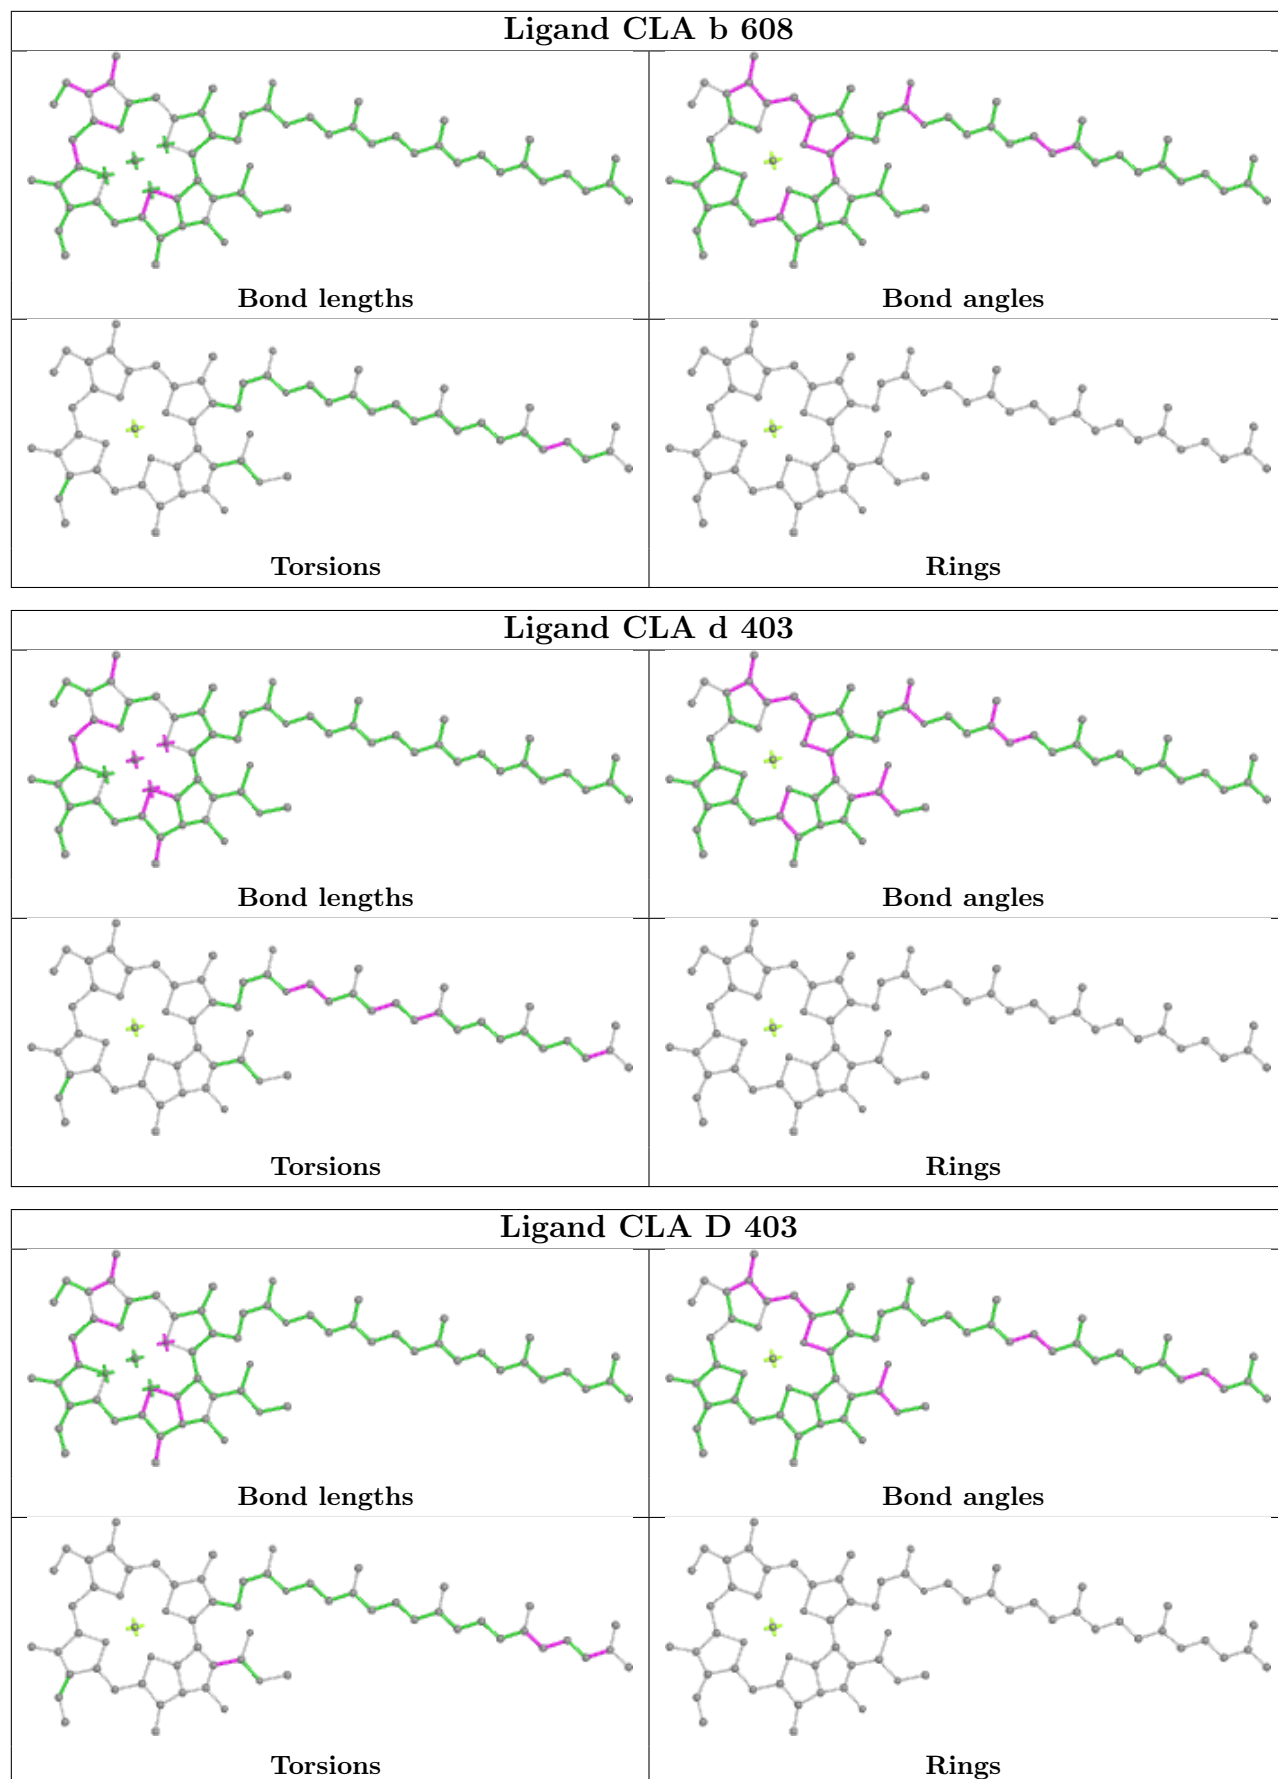 Ligand CLA b 608
Bond lengths
Bond angles
Torsions
Rings
Ligand CLA d 403
Bond lengths
Bond angles
Torsions
Rings
Ligand CLA D 403
Bond lengths
Bond angles
Torsions
Rings